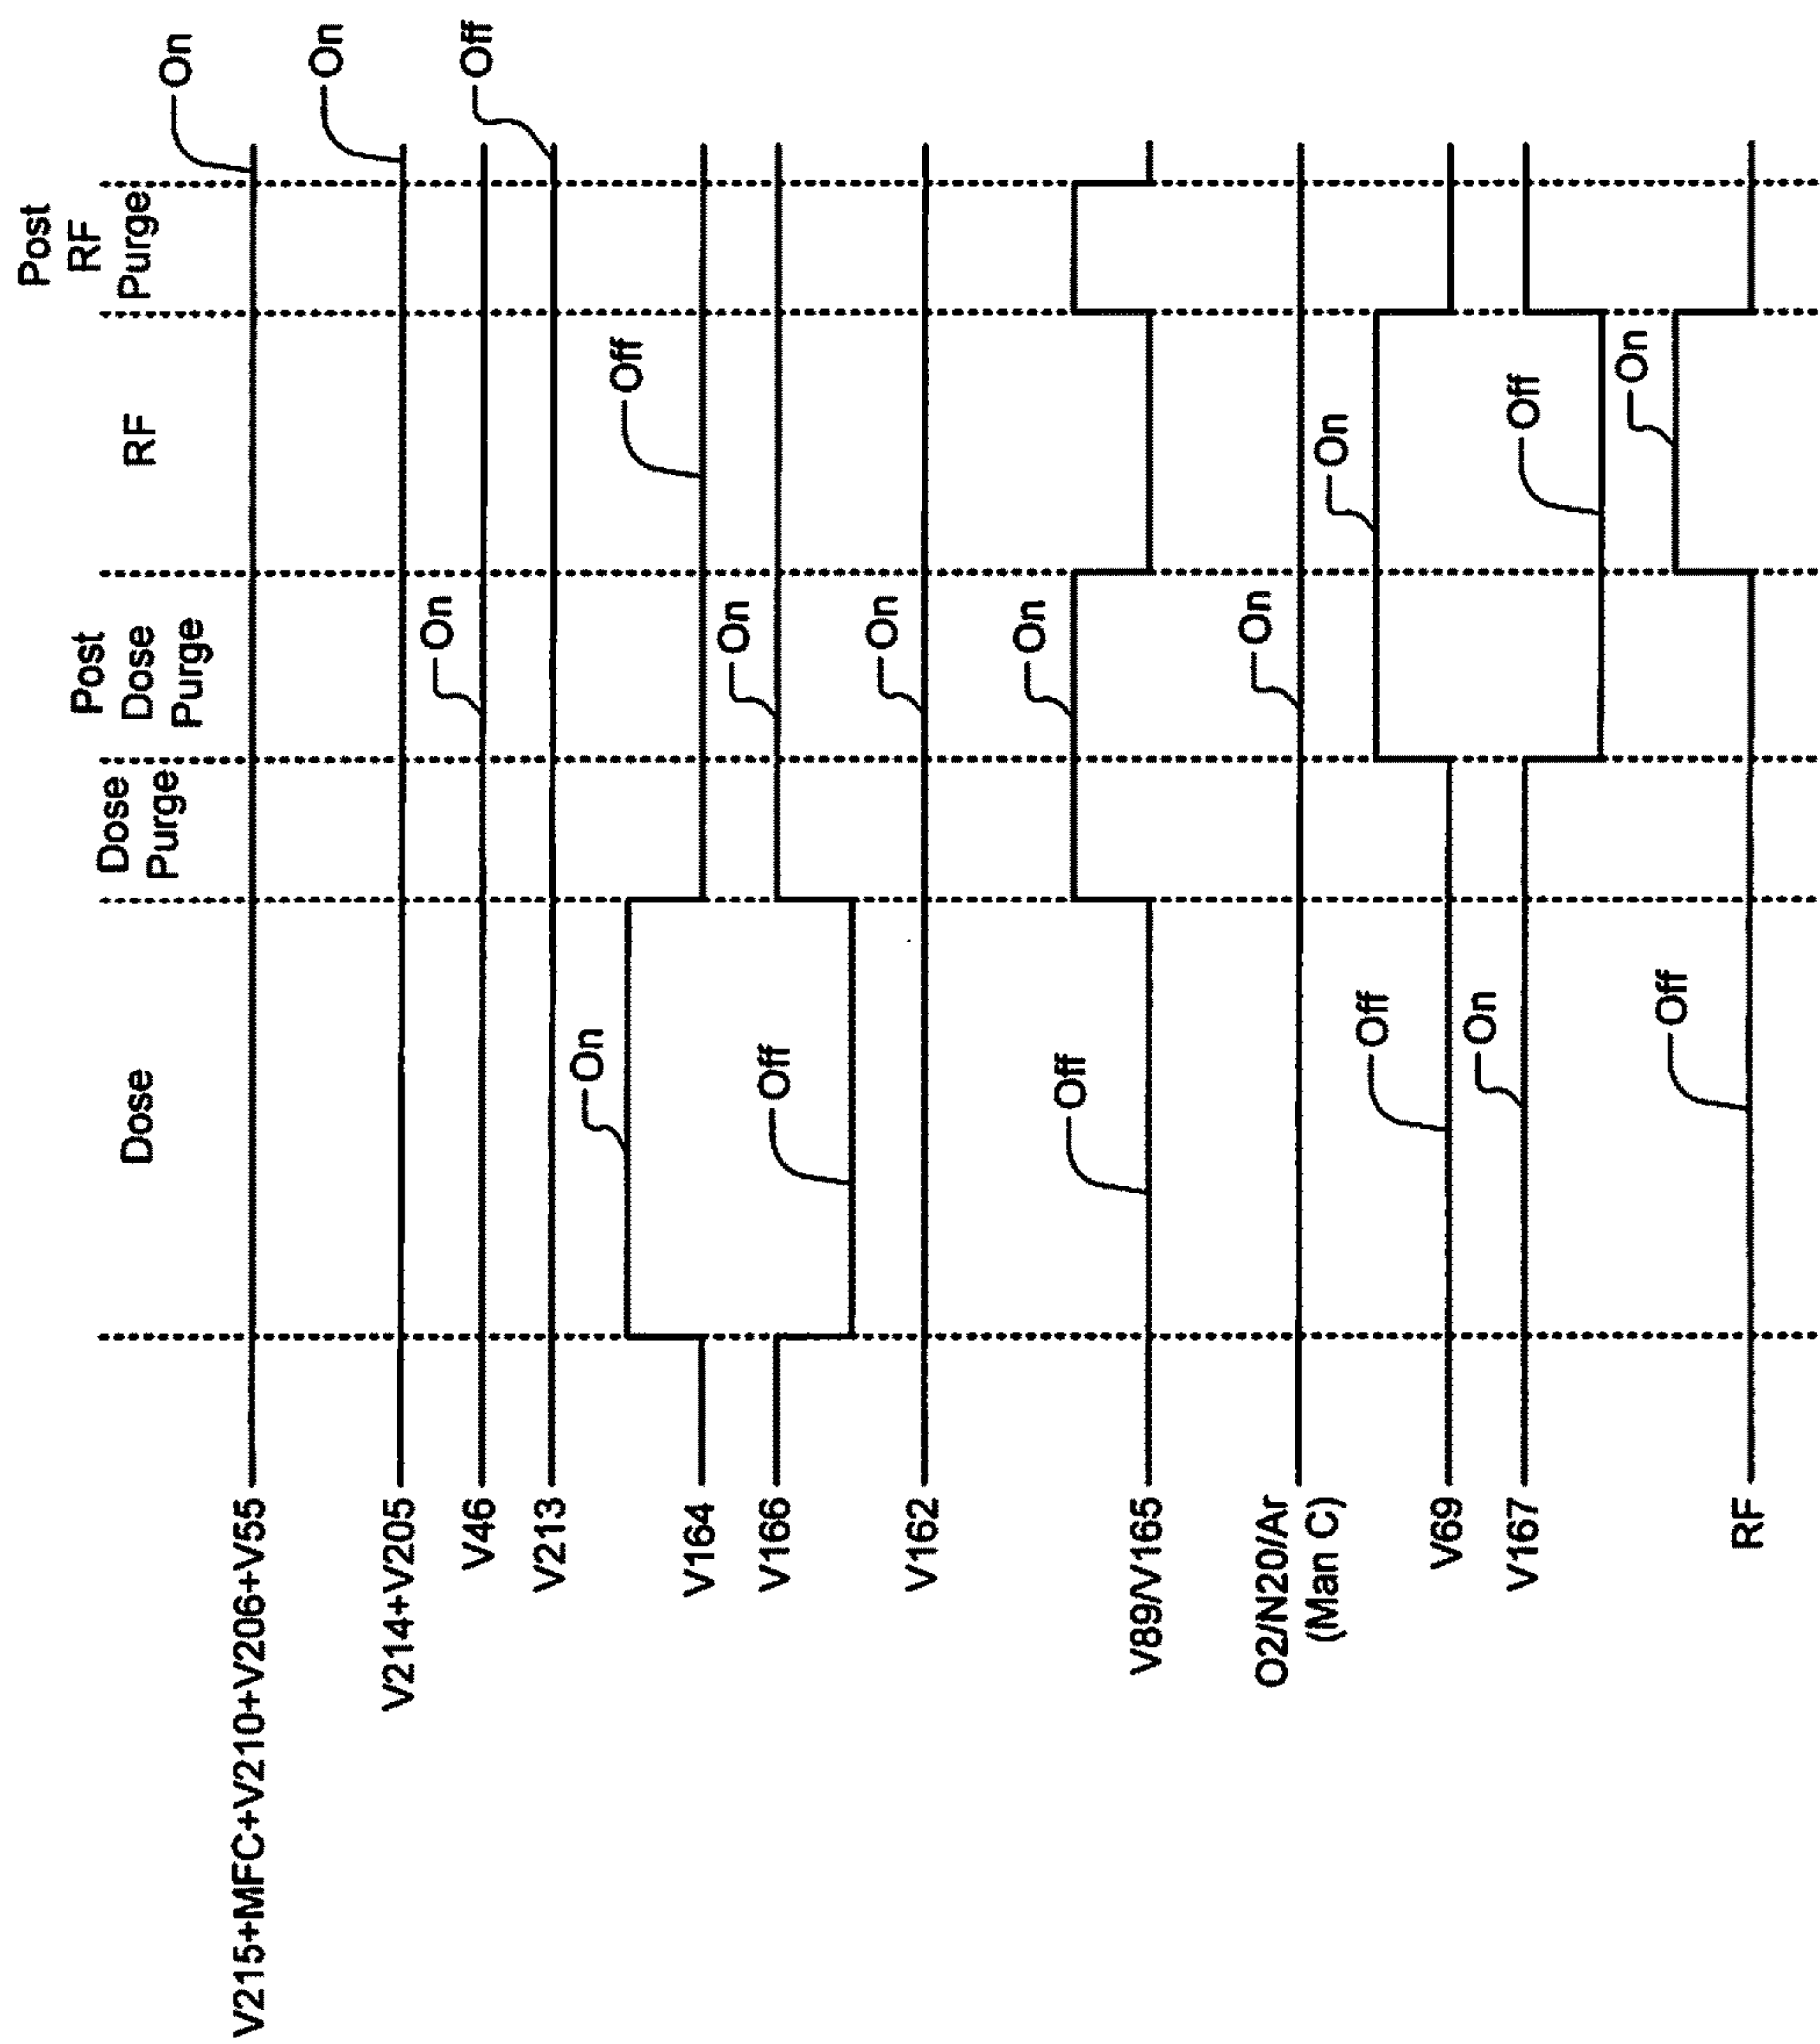 Dose
Dose
Purge
Post
Dose
Purge
RF
Post
RF
Purge
V215+MFC+V210+V206+V55
On
V214+V205
On
V46
On
V213
Off
V164
On
Off
V166
Off
On
V162
On
V89/V165
Off
On
O2/N20/Ar
(Man C)
On
V69
Off
On
V167
On
Off
RF
Off
On